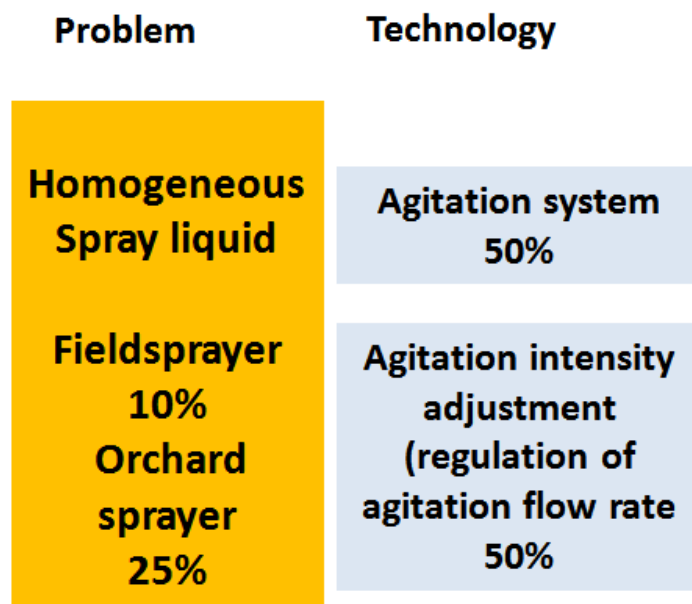 Problem
Technology
Homogeneous
Spray liquid
Fieldsprayer
10%
Orchard
sprayer
25%
Agitation system
50%
Agitation intensity
adjustment
(regulation of
agitation flow rate
50%